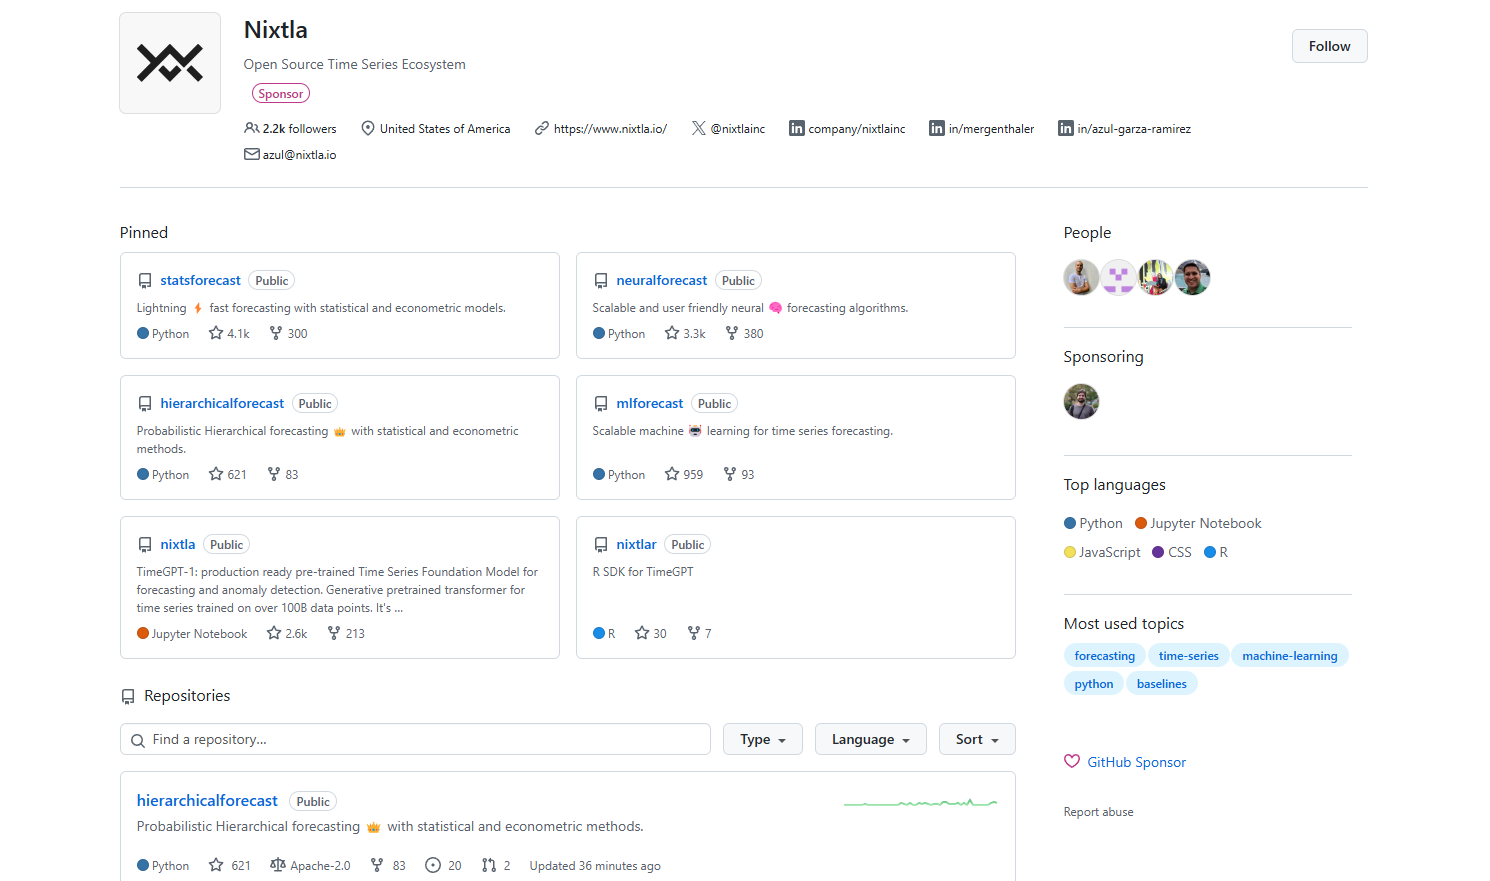 Nixtla
Follow
Open Source Time Series Ecosystem
Sponsor
2.2k followers United States of America https://www.nixtla.io/ @nixtlainc company/nixtlainc in/mergenthaler in/azul-garza-ramirez
azul@nixtla.io
Pinned
statsforecast Public
Lightning ⚡ fast forecasting with statistical and econometric models.
Python 4.1k 300
neuralforecast Public
Scalable and user friendly neural 🧠 forecasting algorithms.
Python 3.3k 380
hierarchicalforecast Public
Probabilistic Hierarchical forecasting 👑 with statistical and econometric
methods.
Python 621 83
mlforecast Public
Scalable machine 🤖 learning for time series forecasting.
Python 959 93
nixtla Public
TimeGPT-1: production ready pre-trained Time Series Foundation Model for
forecasting and anomaly detection. Generative pretrained transformer for
time series trained on over 100B data points. It's ...
Jupyter Notebook 2.6k 213
nixtlar Public
R SDK for TimeGPT
R 30 7
Repositories
Find a repository...
Type Language Sort
hierarchicalforecast Public
Probabilistic Hierarchical forecasting 👑 with statistical and econometric methods.
Python 621 Apache-2.0 83 20 2 Updated 36 minutes ago
People
Sponsoring
Top languages
Python Jupyter Notebook
JavaScript CSS R
Most used topics
forecasting time-series machine-learning
python baselines
GitHub Sponsor
Report abuse